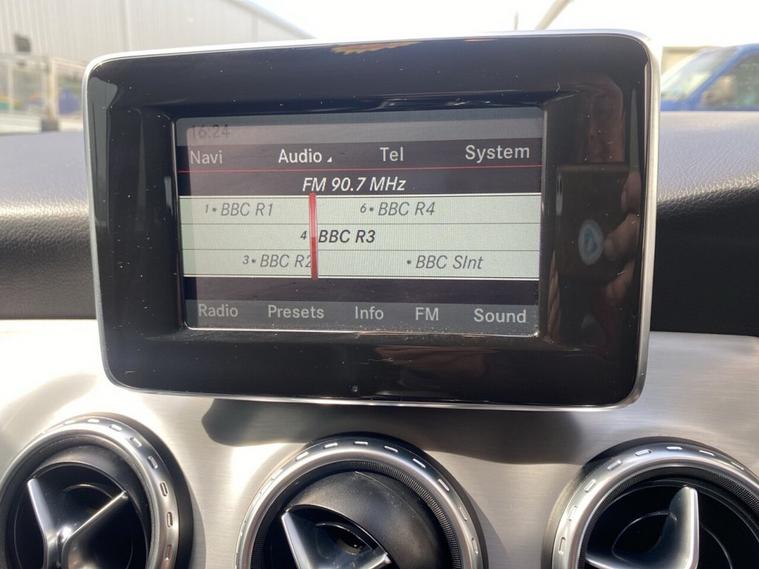 16:24
Navi Audio Tel System
FM 90.7 MHz
1 BBC R1 6 BBC R4
4 BBC R3
3 BBC R2 BBC SInt
Radio Presets Info FM Sound